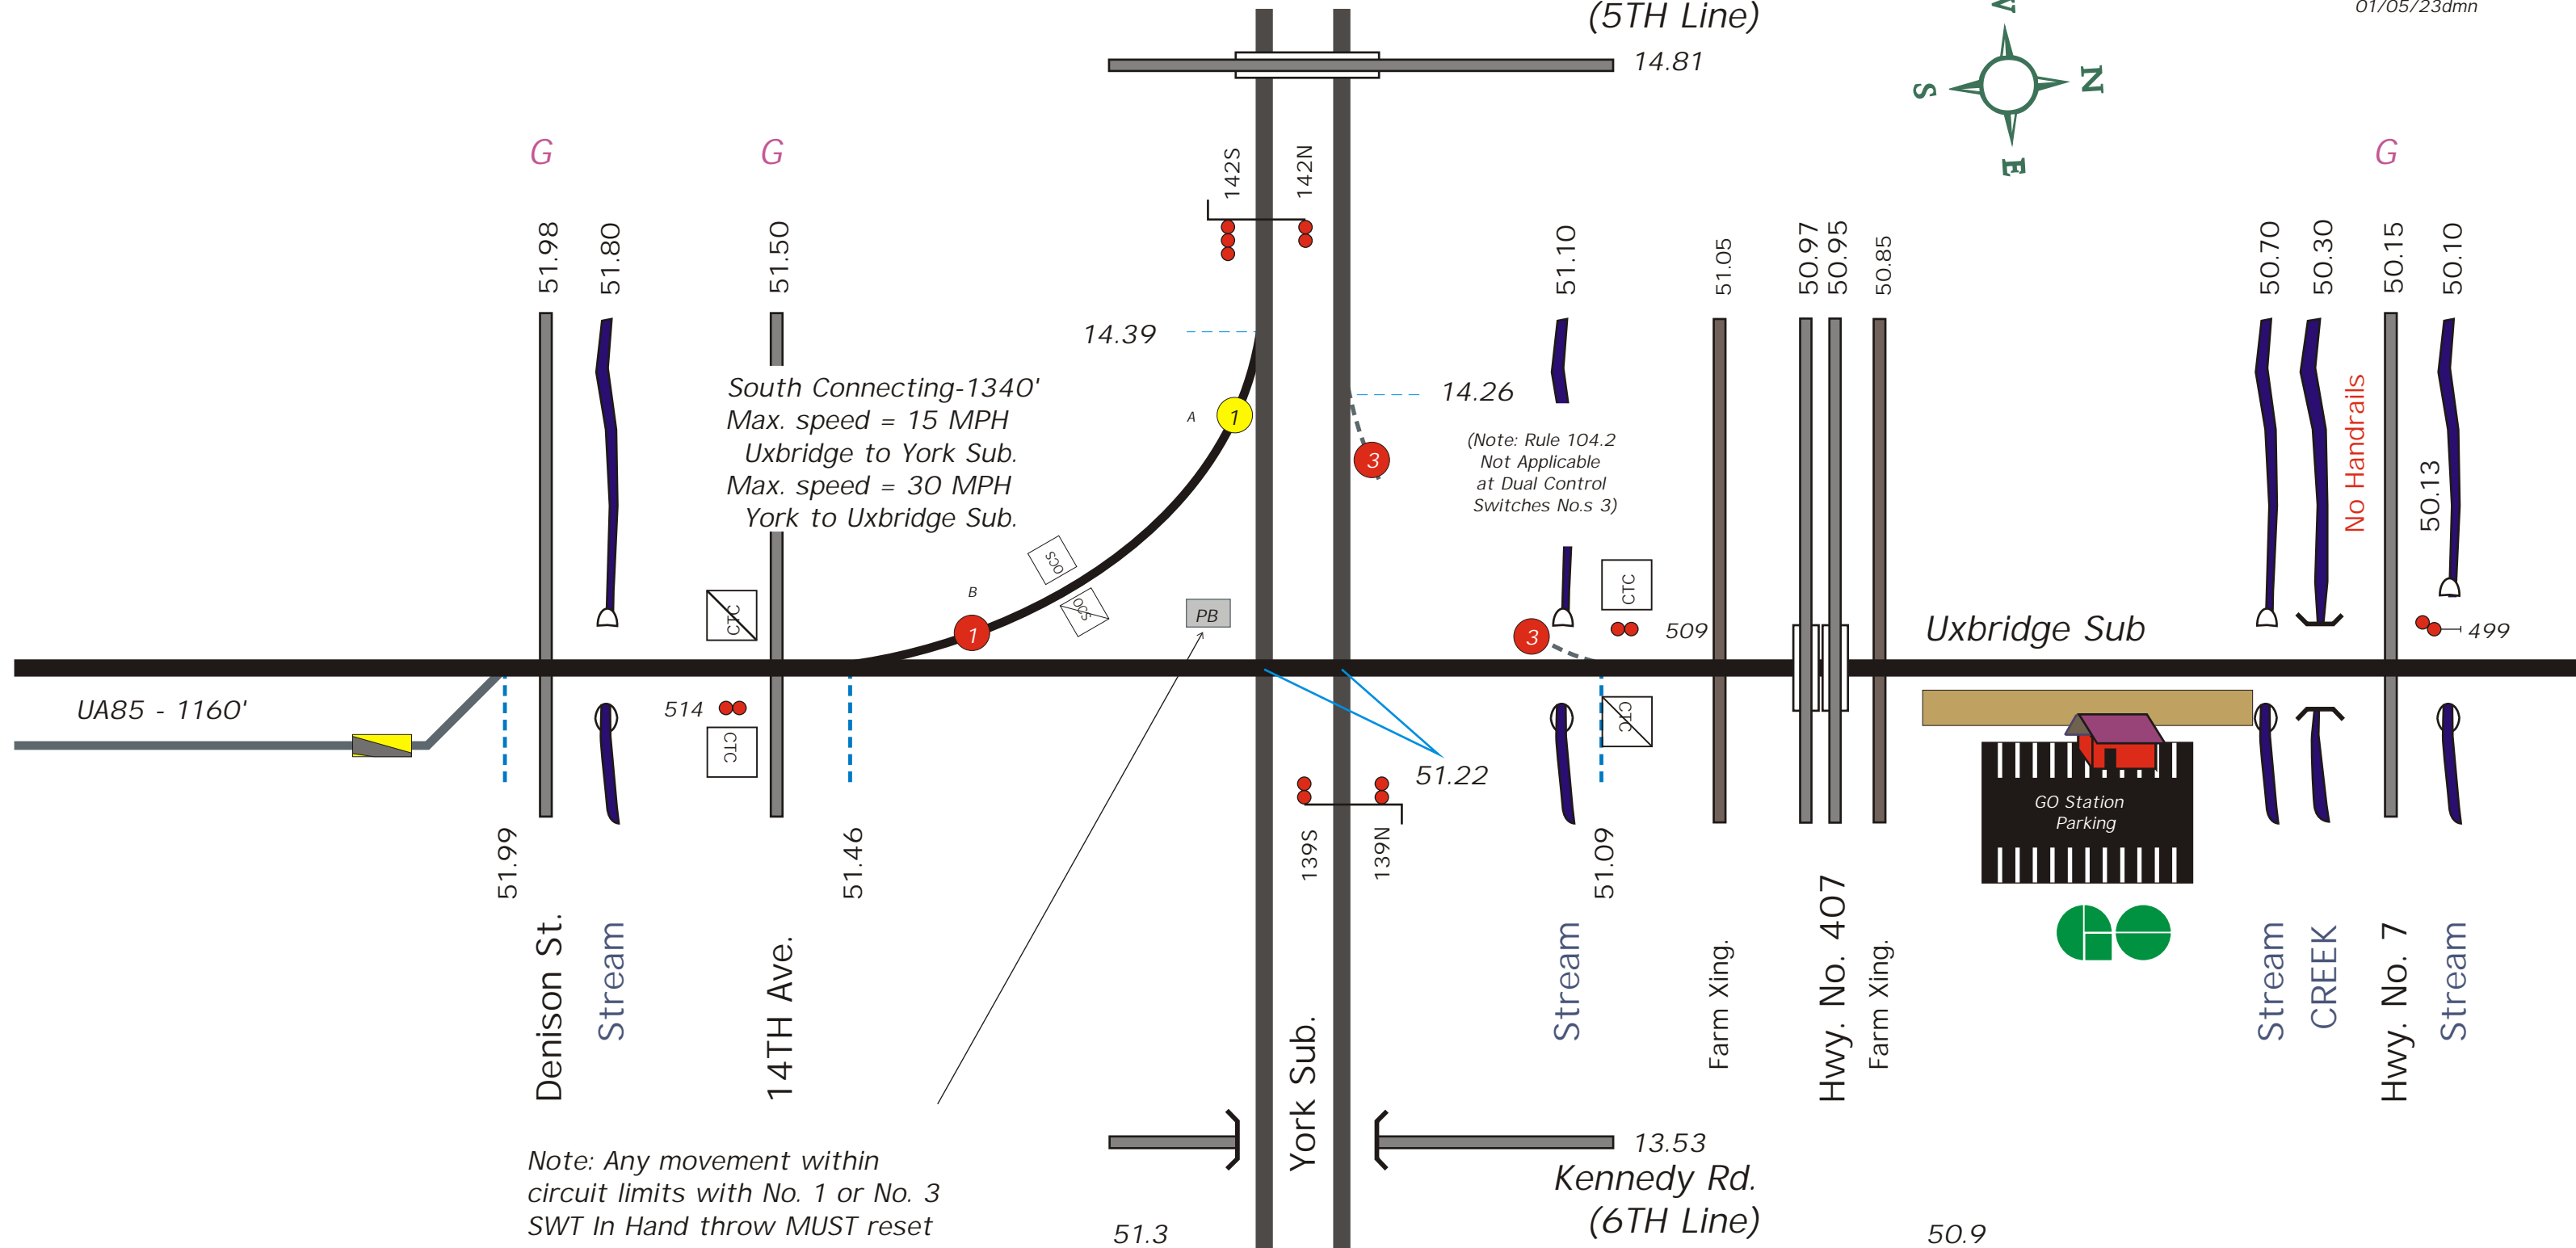 (5TH Line)
01/05/23dmn
14.81
W
N
S
E
G
G
G
142S
142N
51.98
51.80
51.50
51.10
51.05
50.97
50.95
50.85
50.70
50.30
50.15
50.10
14.39
South Connecting-1340'
Max. speed = 15 MPH
Uxbridge to York Sub.
Max. speed = 30 MPH
York to Uxbridge Sub.
A
1
14.26
3
(Note: Rule 104.2
Not Applicable
at Dual Control
Switches No.s 3)
No Handrails
50.13
OCS
OCS
B
1
CTC
PB
3
CTC
509
Uxbridge Sub
499
UA85 - 1160'
514
CTC
CTC
51.22
GO Station
Parking
51.99
51.46
139S
139N
51.09
GO
Denison St.
Stream
14TH Ave.
York Sub.
Stream
Farm Xing.
Hwy. No. 407
Farm Xing.
Stream
CREEK
Hwy. No. 7
Stream
13.53
Kennedy Rd.
(6TH Line)
Note: Any movement within
circuit limits with No. 1 or No. 3
SWT In Hand throw MUST reset
51.3
50.9